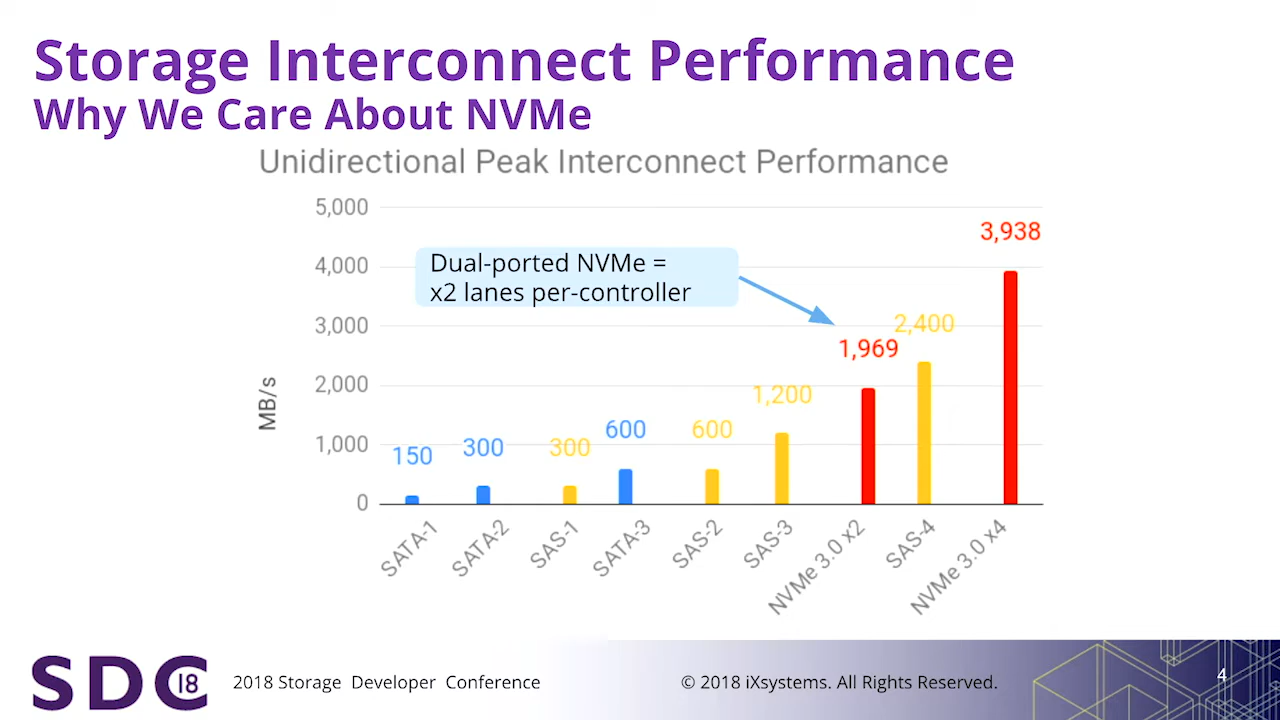 Storage Interconnect Performance
Why We Care About NVMe
Unidirectional Peak Interconnect Performance
MB/s
5,000
4,000
3,000
2,000
1,000
0
Dual-ported NVMe =
x2 lanes per-controller
150
300
300
600
600
1,200
1,969
2,400
3,938
SATA-1
SATA-2
SAS-1
SATA-3
SAS-2
SAS-3
NVMe 3.0 x2
SAS-4
NVMe 3.0 x4
SDC 18
2018 Storage Developer Conference
© 2018 iXsystems. All Rights Reserved.
4